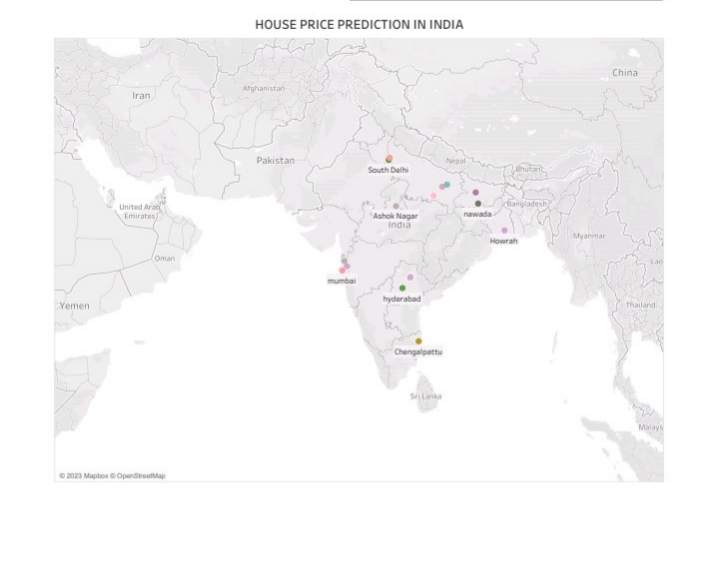 HOUSE PRICE PREDICTION IN INDIA
China
Afghanistan
Iran
Pakistan
Nepal
South Delhi
Bhutan
United Arab
Emirates
Bangladesh
nawada
Ashok Nagar
India
Myanmar
Howrah
Oman
Lao
mumbai
hyderabad
Yemen
Thailand
Chengalpattu
Sri Lanka
Malays
© 2023 Mapbox © OpenStreetMap